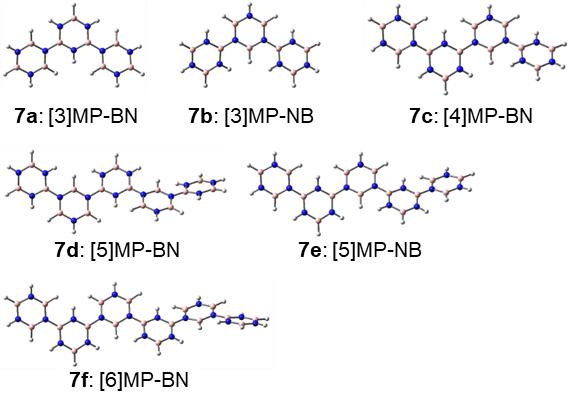 7a: [3]MP-BN
7b: [3]MP-NB
7c: [4]MP-BN
7d: [5]MP-BN
7e: [5]MP-NB
7f: [6]MP-BN